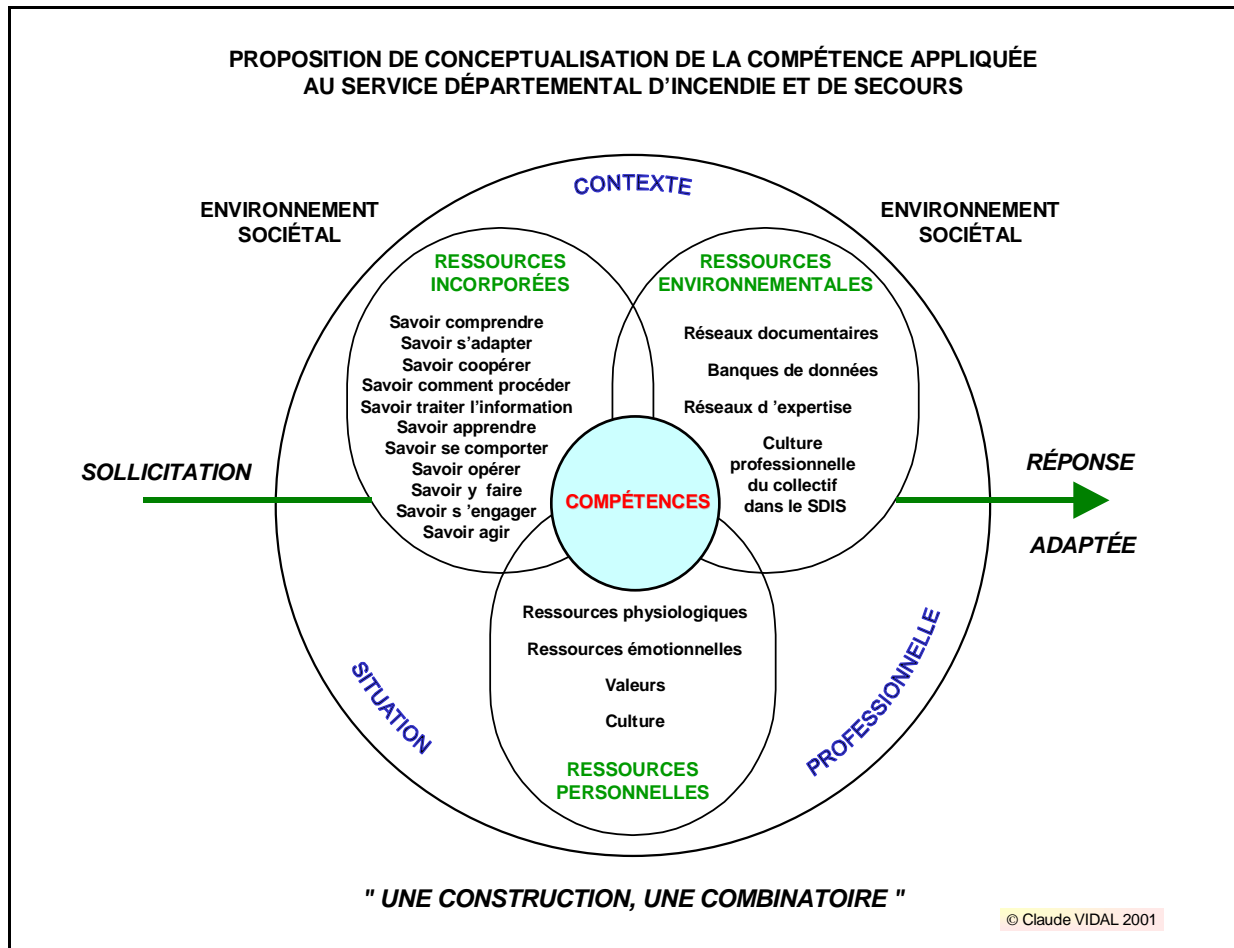 PROPOSITION DE CONCEPTUALISATION DE LA COMPÉTENCE APPLIQUÉE
AU SERVICE DÉPARTEMENTAL D’INCENDIE ET DE SECOURS
CONTEXTE
ENVIRONNEMENT
SOCIÉTAL
ENVIRONNEMENT
SOCIÉTAL
RESSOURCES
INCORPORÉES
Savoir comprendre
Savoir s’adapter
Savoir coopérer
Savoir comment procéder
Savoir traiter l’information
Savoir apprendre
Savoir se comporter
Savoir opérer
Savoir y faire
Savoir s ’engager
Savoir agir
RESSOURCES
ENVIRONNEMENTALES
Réseaux documentaires
Banques de données
Réseaux d ’expertise
Culture
professionnelle
du collectif
dans le SDIS
SOLLICITATION
COMPÉTENCES
RÉPONSE
ADAPTÉE
Ressources physiologiques
Ressources émotionnelles
Valeurs
Culture
RESSOURCES
PERSONNELLES
SITUATION
PROFESSIONNELLE
" UNE CONSTRUCTION, UNE COMBINATOIRE "
© Claude VIDAL 2001